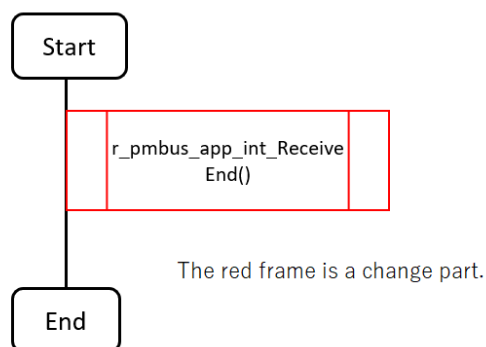 Start
r_pmbus_app_int_Receive
End()
The red frame is a change part.
End